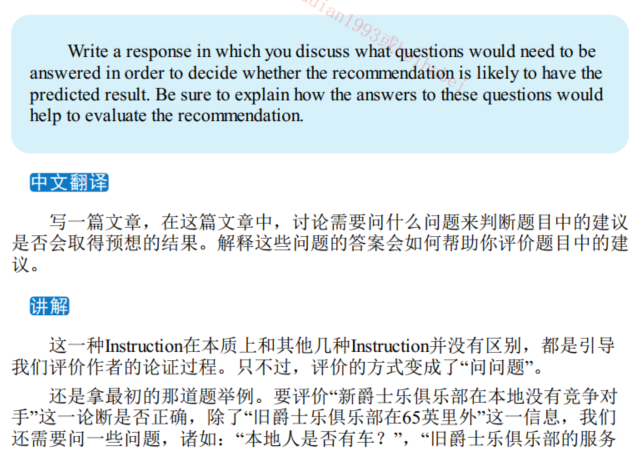 Write a response in which you discuss what questions would need to be
answered in order to decide whether the recommendation is likely to have the
predicted result. Be sure to explain how the answers to these questions would
help to evaluate the recommendation.
中文翻译
写一篇文章，在这篇文章中，讨论需要问什么问题来判断题目中的建议
是否会取得预想的结果。解释这些问题的答案会如何帮助你评价题目中的建
议。
讲解
这一种Instruction在本质上和其他几种Instruction并没有区别，都是引导
我们评价作者的论证过程。只不过，评价的方式变成了“问问题”。
还是拿最初的那道题举例。要评价“新爵士乐俱乐部在本地没有竞争对
手”这一论断是否正确，除了“旧爵士乐俱乐部在65英里外”这一信息，我们
还需要问一些问题，诸如：“本地人是否有车？”，“旧爵士乐俱乐部的服务